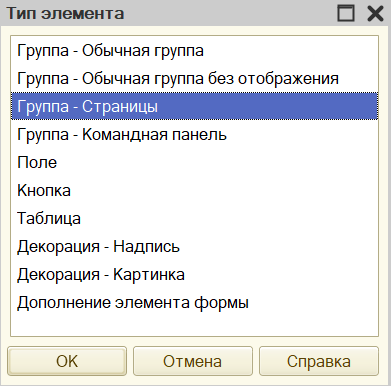 Тип элемента
Группа - Обычная группа
Группа - Обычная группа без отображения
Группа - Страницы
Группа - Командная панель
Поле
Кнопка
Таблица
Декорация - Надпись
Декорация - Картинка
Дополнение элемента формы
ОК
Отмена
Справка